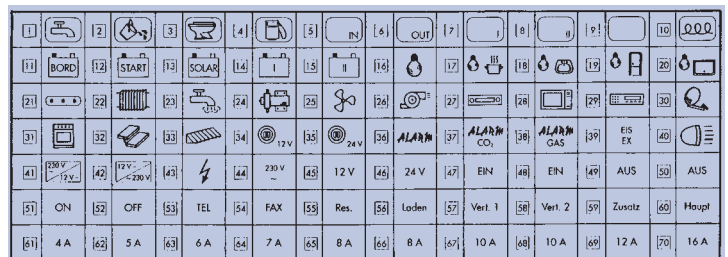 1 2 3 4 5 IN 6 OUT 7 I 8 II 9 10
11 BORD 12 START 13 SOLAR 14 I 15 II 16 17 18 19 20
21 22 23 24 25 26 27 28 29 30
31 32 33 34 12 V 35 24 V 36 ALARM 37 ALARM CO₂ 38 ALARM GAS 39 EIS EX 40
41 230 V ~ 12 V - 42 12 V - ~ 230 V 43 44 230 V ~ 45 12 V 46 24 V 47 EIN 48 EIN 49 AUS 50 AUS
51 ON 52 OFF 53 TEL 54 FAX 55 Res. 56 Laden 57 Vert. 1 58 Vert. 2 59 Zusatz 60 Haupt
61 4 A 62 5 A 63 6 A 64 7 A 65 8 A 66 8 A 67 10 A 68 10 A 69 12 A 70 16 A